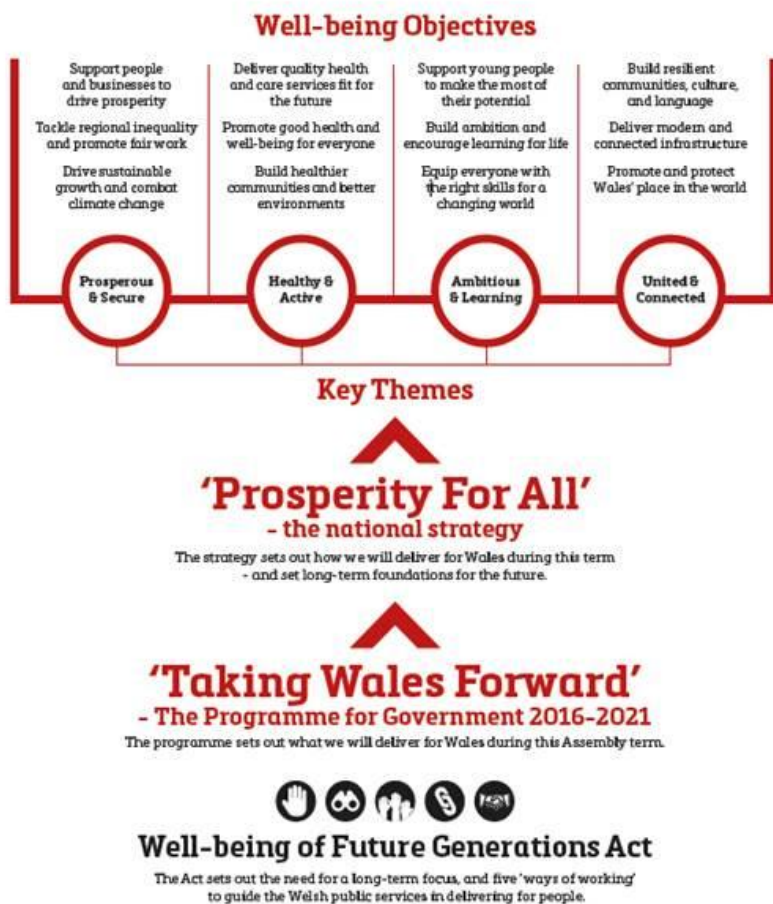 Well-being Objectives
Support people
and businesses to
drive prosperity
Tackle regional inequality
and promote fair work
Drive sustainable
growth and combat
climate change
Deliver quality health
and care services fit for
the future
Promote good health and
well-being for everyone
Build healthier
communities and better
environments
Support young people
to make the most of
their potential
Build ambition and
encourage learning for life
Equip everyone with
the right skills for a
changing world
Build resilient
communities, culture,
and language
Deliver modern and
connected infrastructure
Promote and protect
Wales' place in the world
Prosperous
& Secure
Healthy &
Active
Ambitious
& Learning
United &
Connected
Key Themes
'Prosperity For All'
- the national strategy
The strategy sets out how we will deliver for Wales during this term
- and set long-term foundations for the future.
'Taking Wales Forward'
- The Programme for Government 2016-2021
The programme sets out what we will deliver for Wales during this Assembly term.
Well-being of Future Generations Act
The Act sets out the need for a long-term focus, and five 'ways of working'
to guide the Welsh public services in delivering for people.